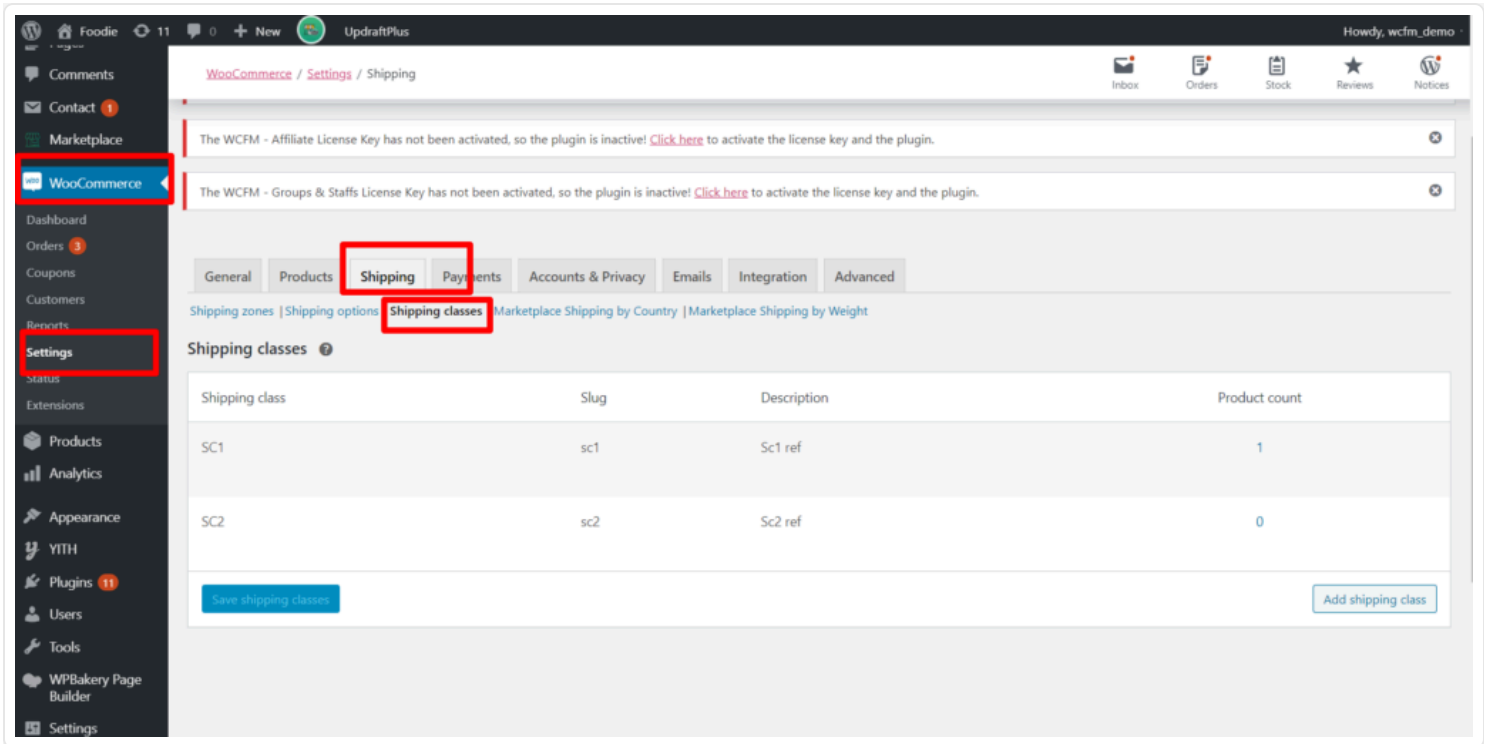 Foodie 11 0 + New UpdraftPlus Howdy, wcfm_demo
Pages
Comments
Contact 1
Marketplace
WooCommerce
Dashboard
Orders 3
Coupons
Customers
Reports
Settings
Status
Extensions
Products
Analytics
Appearance
YITH
Plugins 11
Users
Tools
WPBakery Page
Builder
Settings
WooCommerce / Settings / Shipping
Inbox Orders Stock Reviews Notices
The WCFM - Affiliate License Key has not been activated, so the plugin is inactive! Click here to activate the license key and the plugin.
The WCFM - Groups & Staffs License Key has not been activated, so the plugin is inactive! Click here to activate the license key and the plugin.
General Products Shipping Payments Accounts & Privacy Emails Integration Advanced
Shipping zones | Shipping options Shipping classes Marketplace Shipping by Country | Marketplace Shipping by Weight
Shipping classes
Shipping class Slug Description Product count
SC1 sc1 Sc1 ref 1
SC2 sc2 Sc2 ref 0
Save shipping classes Add shipping class